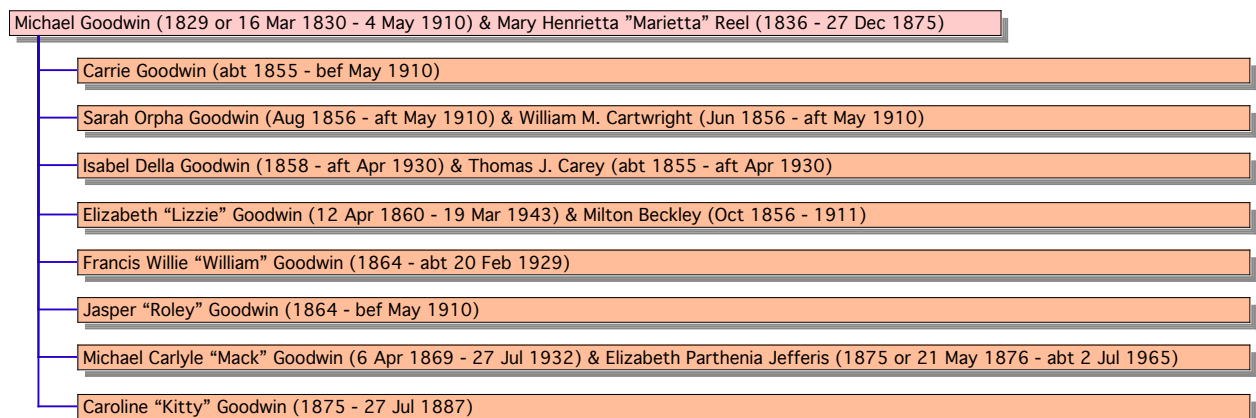 Michael Goodwin (1829 or 16 Mar 1830 - 4 May 1910) & Mary Henrietta ”Marietta” Reel (1836 - 27 Dec 1875)
Carrie Goodwin (abt 1855 - bef May 1910)
Sarah Orpha Goodwin (Aug 1856 - aft May 1910) & William M. Cartwright (Jun 1856 - aft May 1910)
Isabel Della Goodwin (1858 - aft Apr 1930) & Thomas J. Carey (abt 1855 - aft Apr 1930)
Elizabeth “Lizzie” Goodwin (12 Apr 1860 - 19 Mar 1943) & Milton Beckley (Oct 1856 - 1911)
Francis Willie “William” Goodwin (1864 - abt 20 Feb 1929)
Jasper “Roley” Goodwin (1864 - bef May 1910)
Michael Carlyle “Mack” Goodwin (6 Apr 1869 - 27 Jul 1932) & Elizabeth Parthenia Jefferis (1875 or 21 May 1876 - abt 2 Jul 1965)
Caroline “Kitty” Goodwin (1875 - 27 Jul 1887)